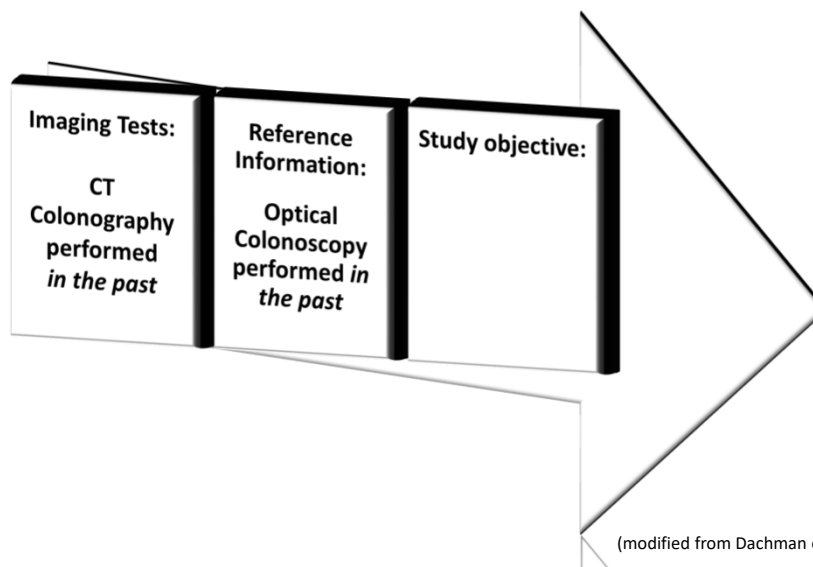 Imaging Tests:
CT
Colonography
performed
in the past
Reference
Information:
Optical
Colonoscopy
performed in
the past
Study objective:
(modified from Dachman